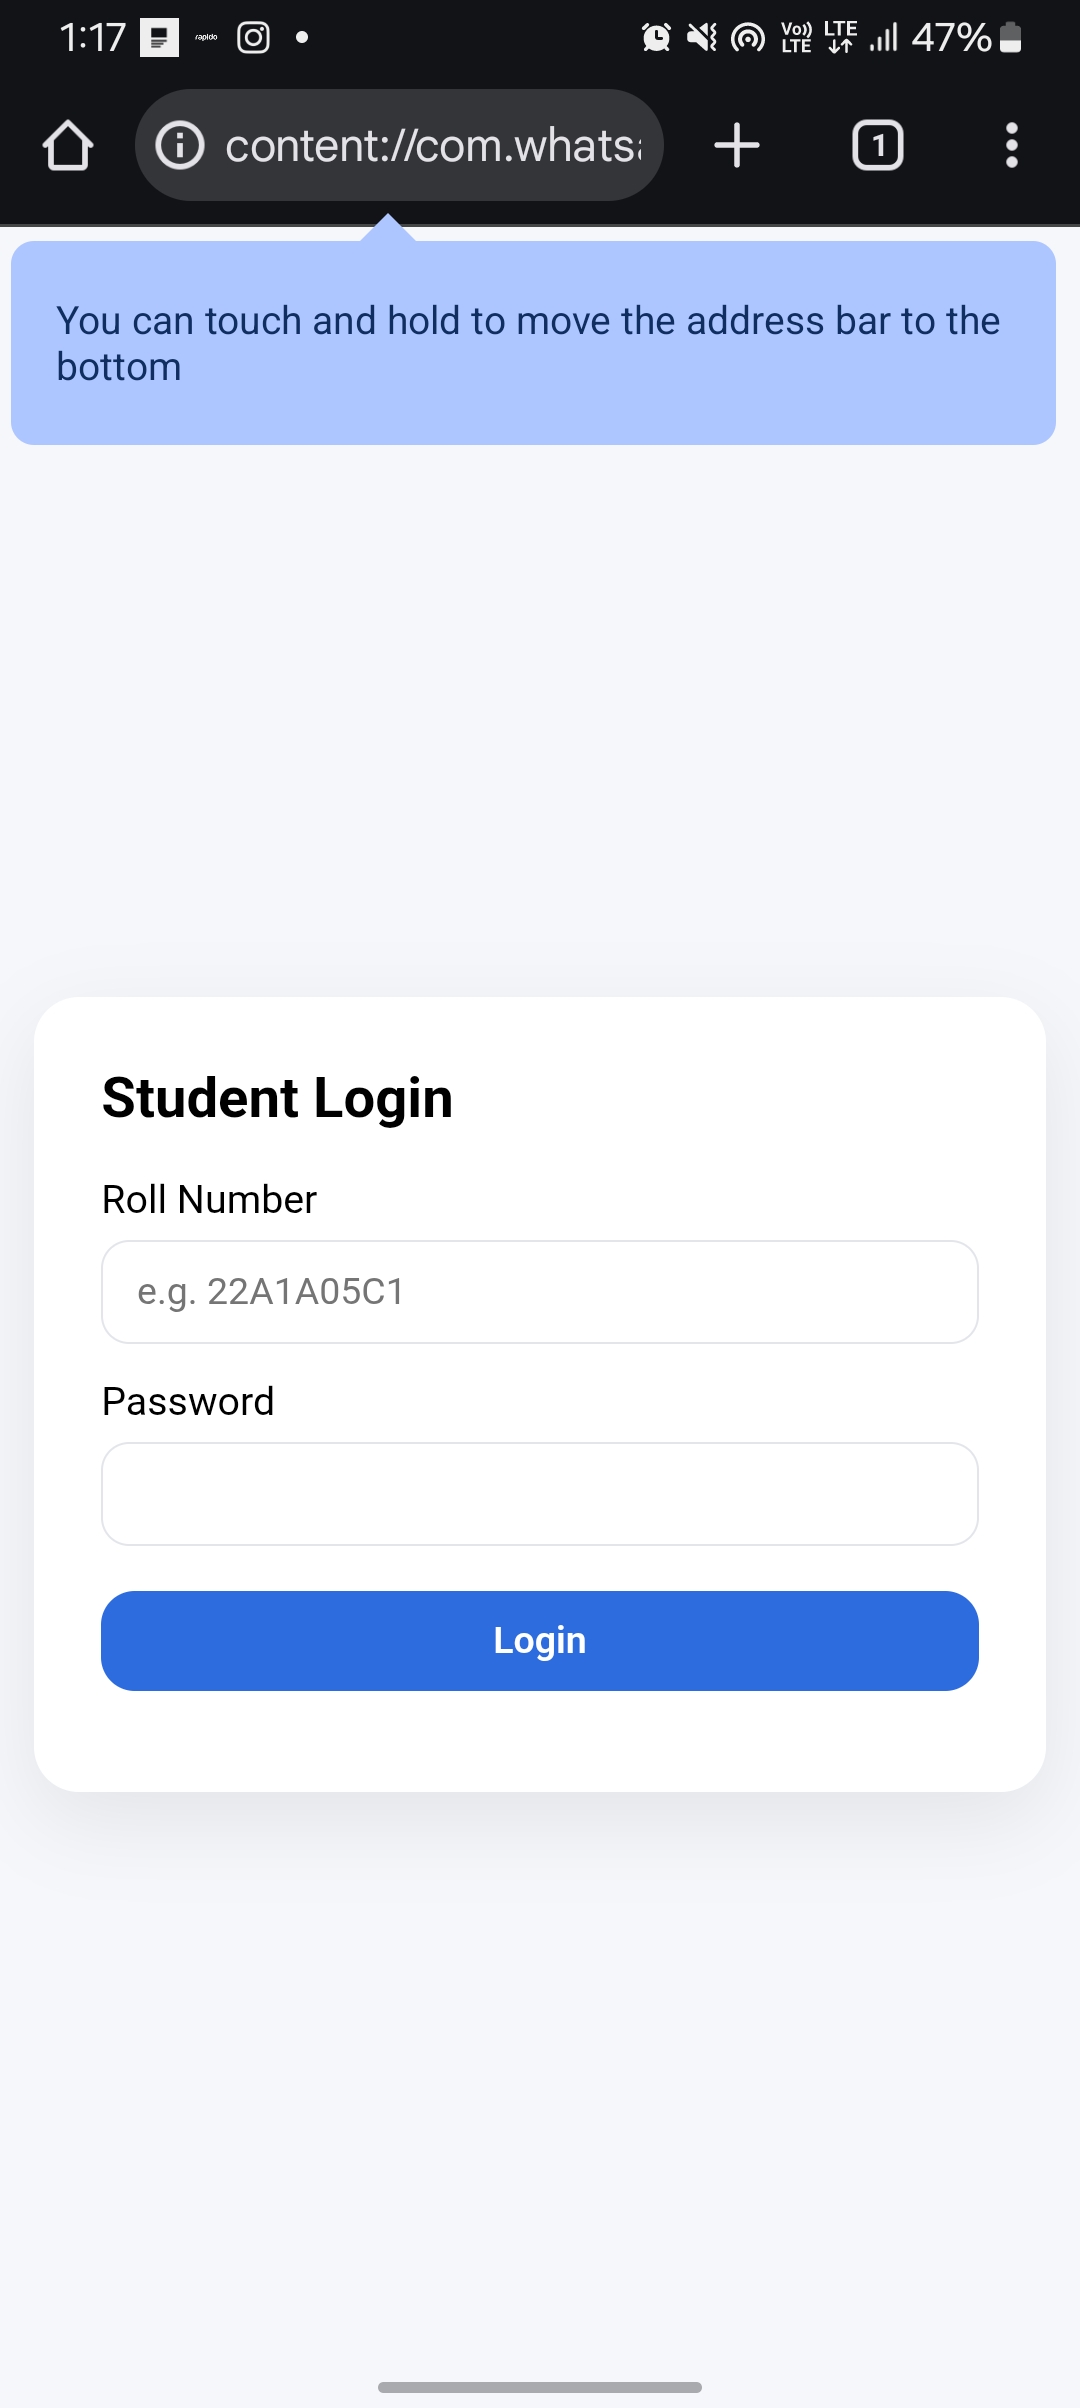 1:17 rapido Vo)) LTE LTE 47%
content://com.whats
1
You can touch and hold to move the address bar to the
bottom
Student Login
Roll Number
e.g. 22A1A05C1
Password
Login